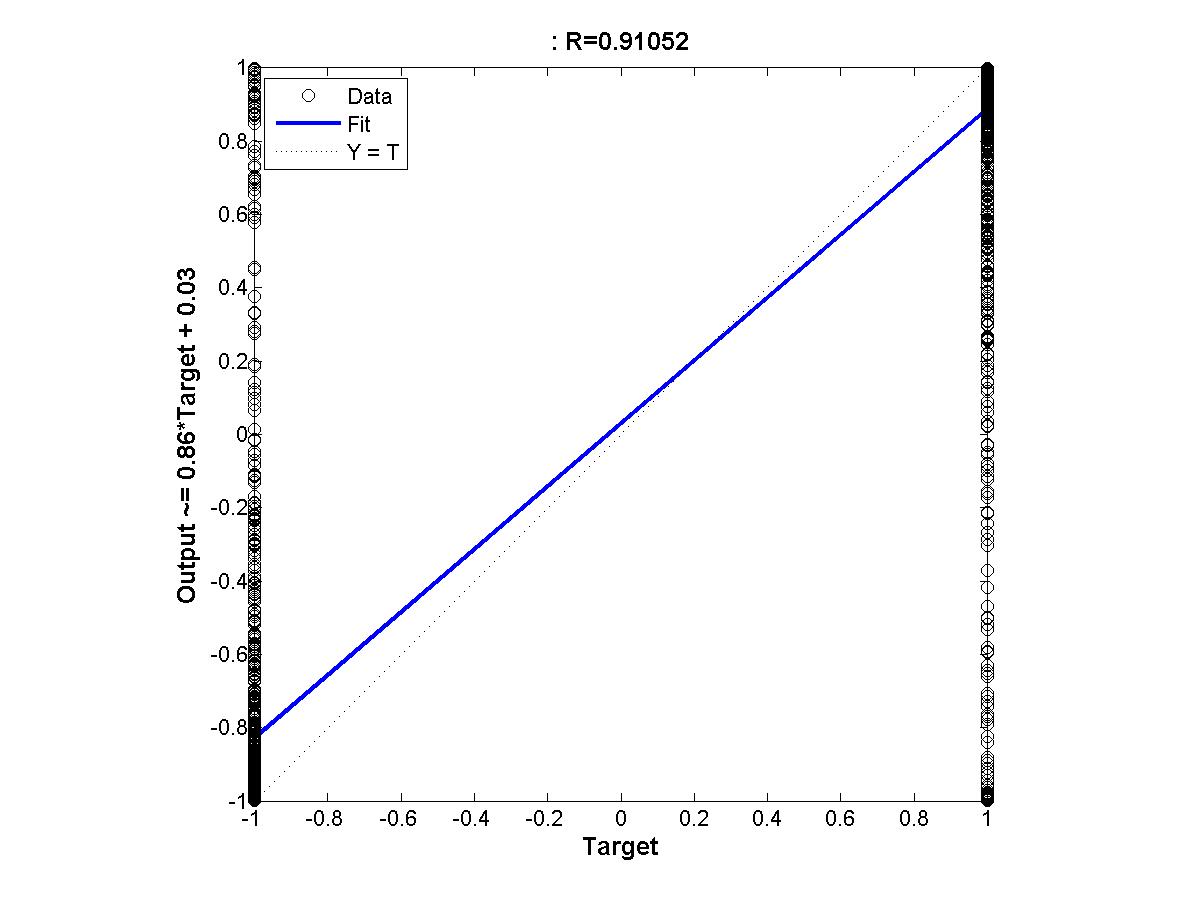 : R=0.91052
Data
Fit
Y = T
1
0.8
0.6
0.4
0.2
0
-0.2
-0.4
-0.6
-0.8
-1
Output ~= 0.86*Target + 0.03
-1 -0.8 -0.6 -0.4 -0.2 0 0.2 0.4 0.6 0.8 1
Target